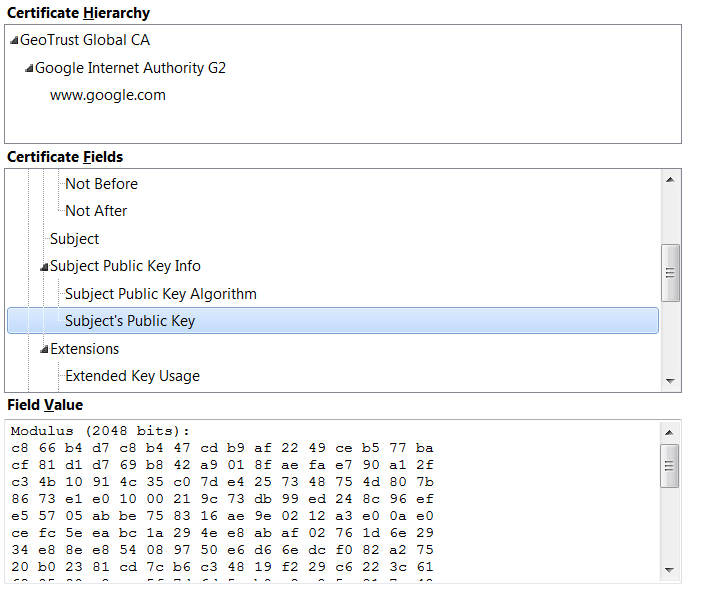 Certificate Hierarchy
GeoTrust Global CA
Google Internet Authority G2
www.google.com
Certificate Fields
Not Before
Not After
Subject
Subject Public Key Info
Subject Public Key Algorithm
Subject's Public Key
Extensions
Extended Key Usage
Field Value
Modulus (2048 bits):
c8 66 b4 d7 c8 b4 47 cd b9 af 22 49 ce b5 77 ba
cf 81 d1 d7 69 b8 42 a9 01 8f ae fa e7 90 a1 2f
c3 4b 10 91 4c 35 c0 7d e4 25 73 48 75 4d 80 7b
86 73 e1 e0 10 00 21 9c 73 db 99 ed 24 8c 96 ef
e5 57 05 ab be 75 83 16 ae 9e 02 12 a3 e0 0a e0
ce fc 5e ea bc 1a 29 4e e8 ab af 02 76 1d 6e 29
34 e8 8e e8 54 08 97 50 e6 d6 6e dc f0 82 a2 75
20 b0 23 81 cd 7c b6 c3 48 19 f2 29 c6 22 3c 61